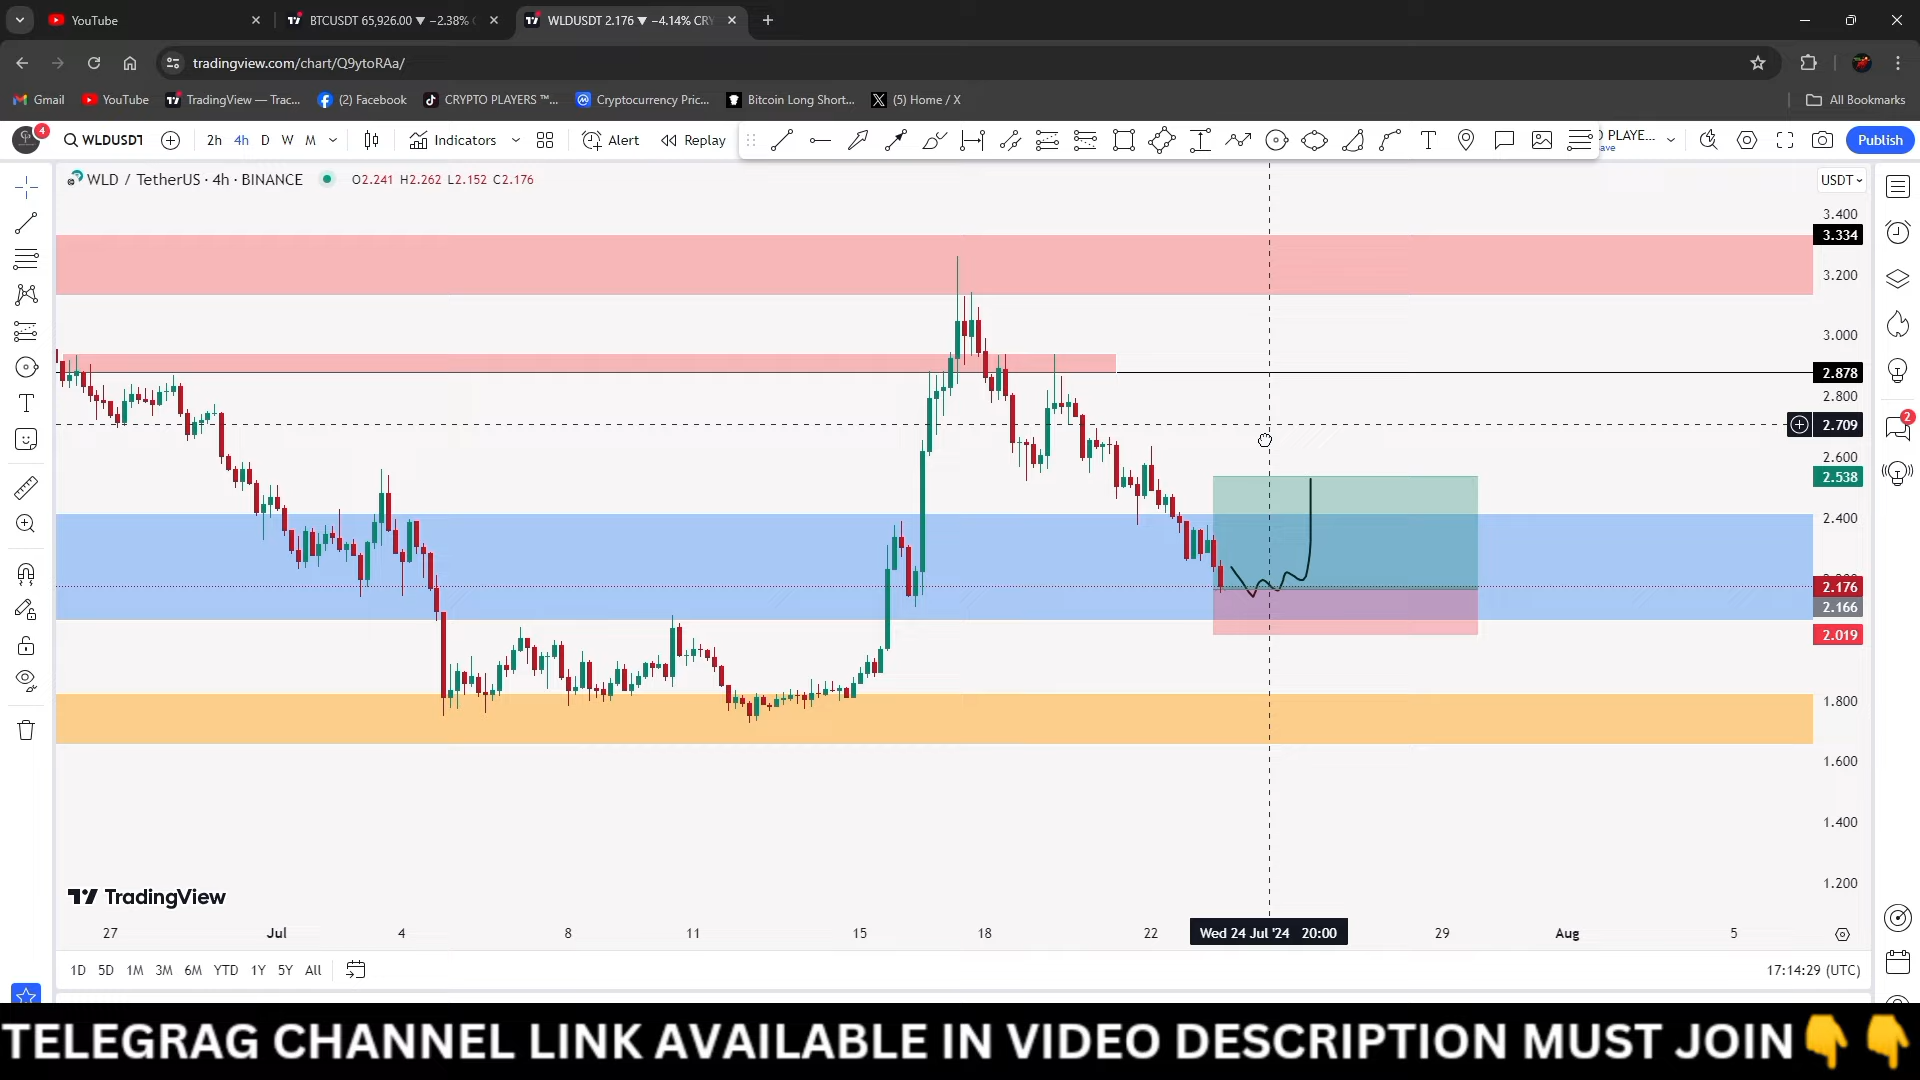 YouTube
BTCUSDT 65,926.00 ▼ −2.38%
WLDUSDT 2.176 ▼ −4.14% CRY
tradingview.com/chart/Q9ytoRAa/
Gmail
YouTube
TradingView — Trac...
(2) Facebook
CRYPTO PLAYERS ™...
Cryptocurrency Pric...
Bitcoin Long Short...
(5) Home / X
All Bookmarks
4
WLDUSDT
2h
4h
D
W
M
Indicators
Alert
Replay
PLAYE...
ave
Publish
WLD / TetherUS · 4h · BINANCE
O2.241 H2.262 L2.152 C2.176
USDT
3.400
3.334
3.200
3.000
2.878
2.800
2.709
2.600
2.538
2.400
2.176
2.166
2.019
1.800
1.600
1.400
1.200
2
TradingView
27
Jul
4
8
11
15
18
22
Wed 24 Jul '24 20:00
29
Aug
5
1D
5D
1M
3M
6M
YTD
1Y
5Y
All
17:14:29 (UTC)
TELEGRAG CHANNEL LINK AVAILABLE IN VIDEO DESCRIPTION MUST JOIN👇👇